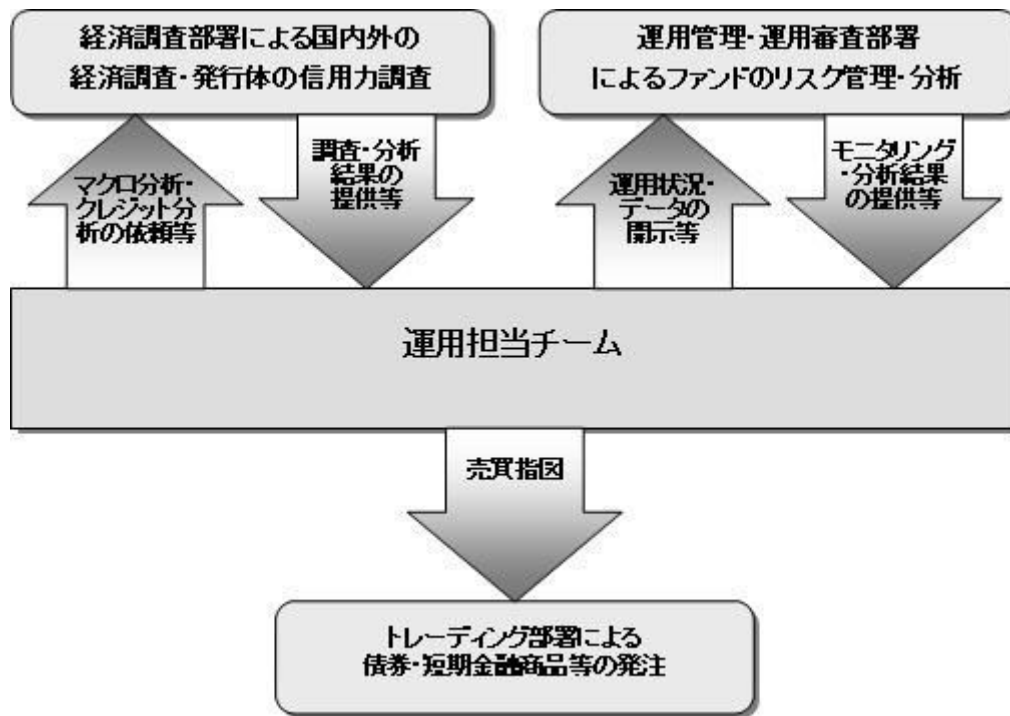 経済調査部署による国内外の
経済調査・発行体の信用力調査
運用管理・運用審査部署
によるファンドのリスク管理・分析
マクロ分析・
クレジット分
析の依頼等
調査・分析
結果の
提供等
運用状況・
データの
開示等
モニタリング
・分析結果
の提供等
運用担当チーム
売買指図
トレーディング部署による
債券・短期金融商品等の発注